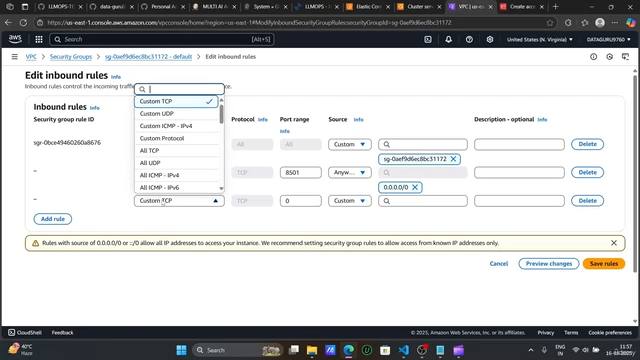 LLMOPS-T
data-gurul
Personal A
MULTI AI A
System - G
LLMOPS - J
Elastic Con
Cluster serv
VPC | us-ea
Create acce
https://us-east-1.console.aws.amazon.com/vpcconsole/home?region=us-east-1#ModifyInboundSecurityGroupRules:securityGroupId=sg-0aef9d6ec8bc31172
aws
Search
[Alt+S]
United States (N. Virginia)
DATAGURU9760
VPC > Security Groups > sg-0aef9d6ec8bc31172 - default > Edit inbound rules
Edit inbound rules Info
Inbound rules control the incoming traffic
Inbound rules Info
Security group rule ID
Protocol Info
Port range Info
Source Info
Description - optional Info
sgr-0bce49460260a8676
All
All
Custom
Delete
sg-0aef9d6ec8bc31172
–
TCP
8501
Anyw...
Delete
0.0.0.0/0
–
Custom TCP
TCP
0
Custom
Delete
Custom TCP
Custom UDP
Custom ICMP - IPv4
Custom Protocol
All TCP
All UDP
All ICMP - IPv4
All ICMP - IPv6
Add rule
Rules with source of 0.0.0.0/0 or ::/0 allow all IP addresses to access your instance. We recommend setting security group rules to allow access from known IP addresses only.
Cancel
Preview changes
Save rules
CloudShell
Feedback
© 2025, Amazon Web Services, Inc. or its affiliates.
Privacy
Terms
Cookie preferences
40°C
Haze
Search
ENG
IN
11:57
16-08-2025